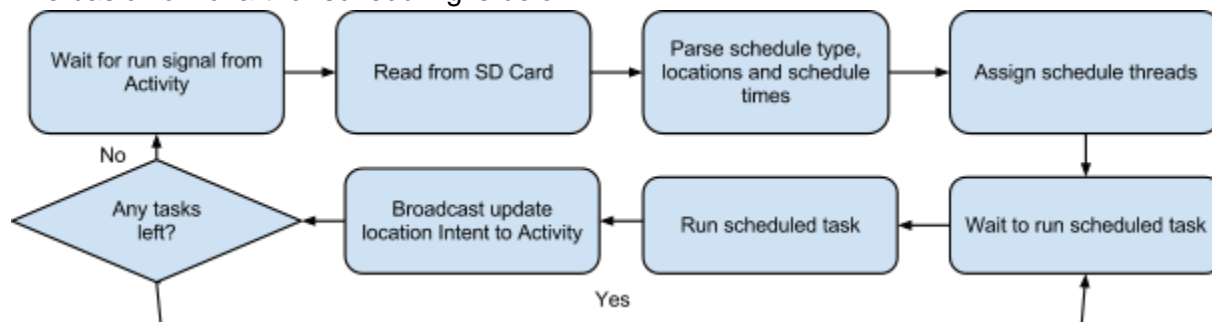 Wait for run signal from
Activity
Read from SD Card
Parse schedule type,
locations and schedule
times
Assign schedule threads
No
Any tasks
left?
Broadcast update
location Intent to Activity
Run scheduled task
Wait to run scheduled task
Yes